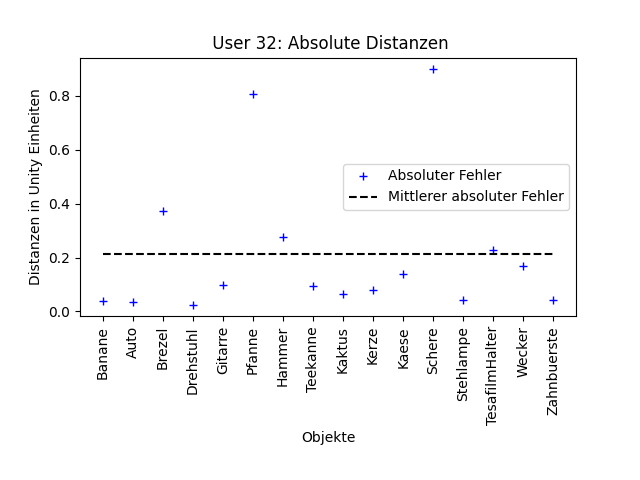 User 32: Absolute Distanzen
Distanzen in Unity Einheiten
0.8
0.6
0.4
0.2
0.0
Absoluter Fehler
Mittlerer absoluter Fehler
Banane
Auto
Brezel
Drehstuhl
Gitarre
Pfanne
Hammer
Teekanne
Kaktus
Kerze
Kaese
Schere
Stehlampe
TesafilmHalter
Wecker
Zahnbuerste
Objekte